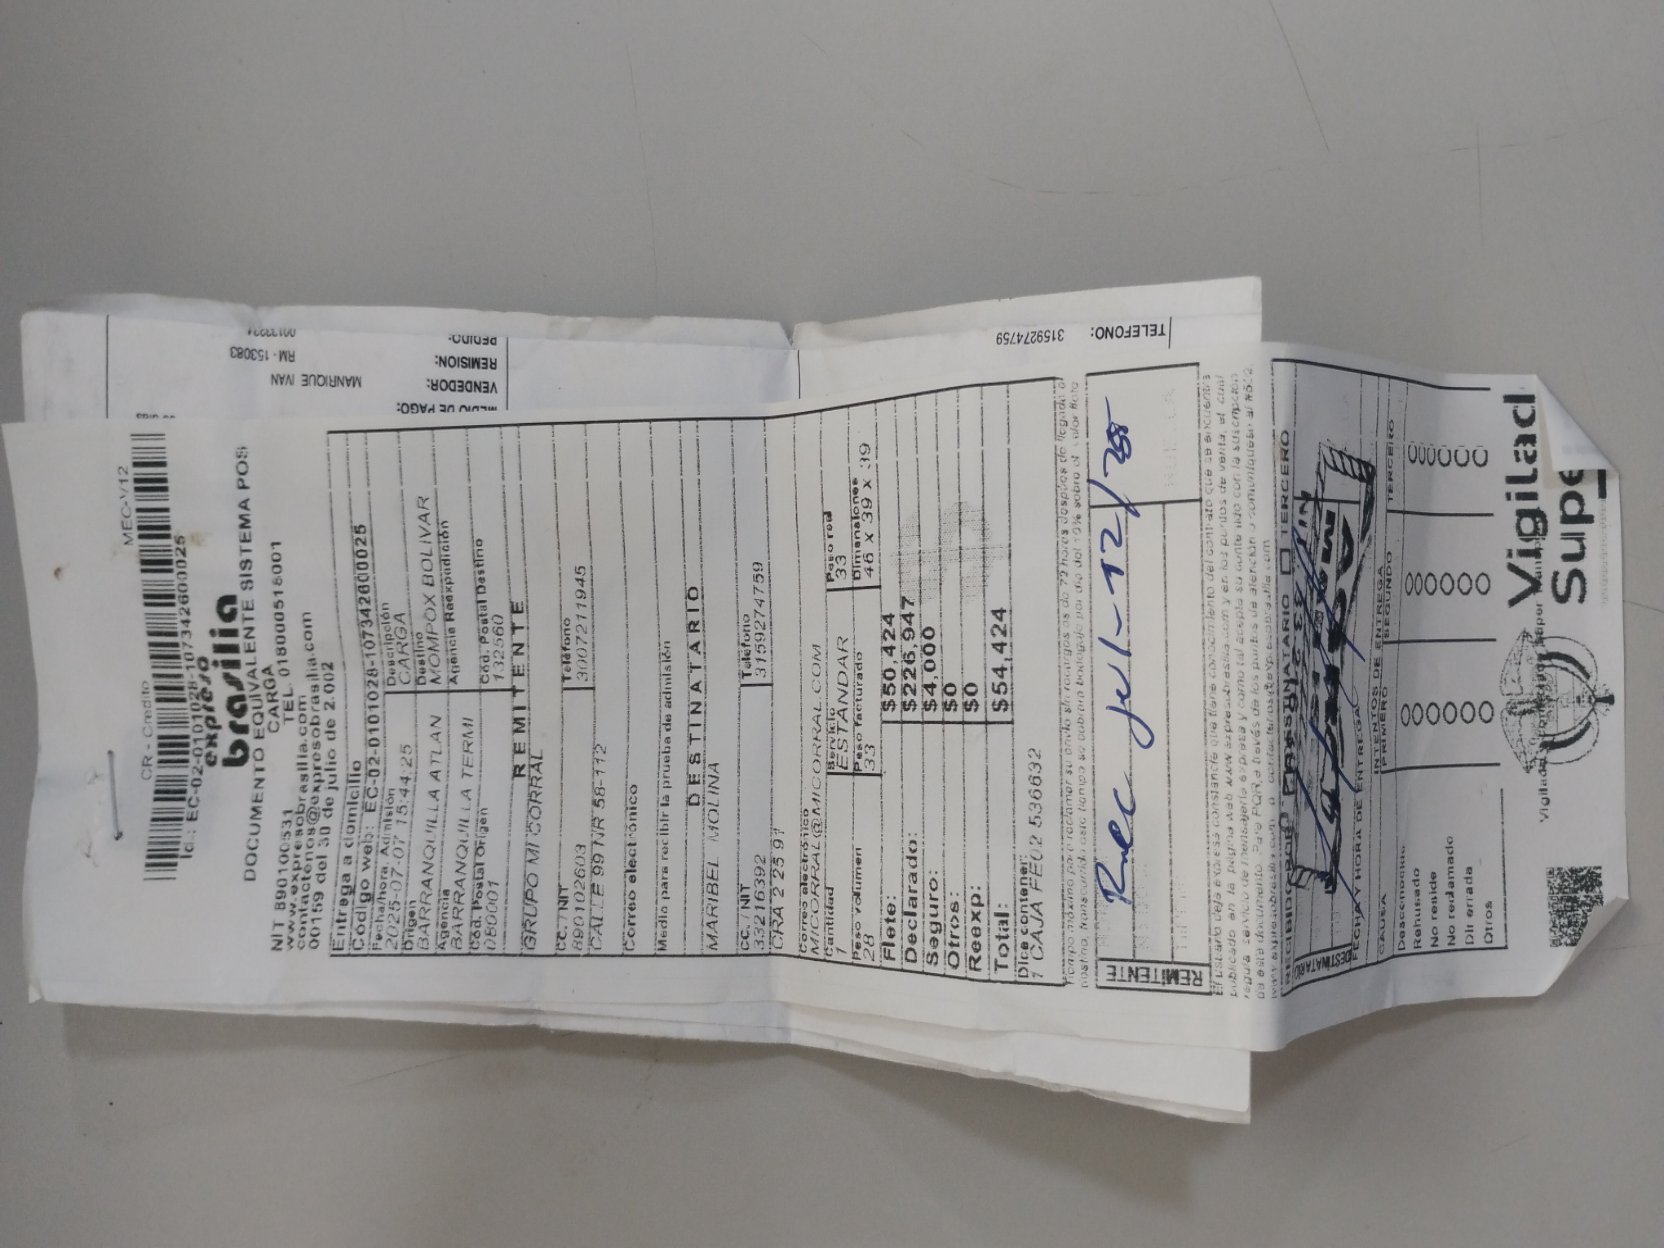 MEC-V12
CR - Credito
Id.: EC-02-0101028-1073426000025
expreso
brasilia
DOCUMENTO EQUIVALENTE SISTEMA POS
CARGA
NIT 890100531 TEL. 018000518001
www.expresobrasilia.com
contactenos@expresobrasilia.com
00159 del 30 de julio de 2.002
Entrega a domicilio
Código web: EC-02-0101028-1073426000025
Fecha/hora Admisión Descripción
2025-07-07 15:44:25 CARGA
Origen Destino
BARRANQUILLA ATLAN MOMPOX BOLIVAR
Agencia Agencia Reexpedición
BARRANQUILLA TERMI
Cód. Postal Origen Cód. Postal Destino
080001 132560
REMITENTE
GRUPO MI CORRAL
CC. / NIT Teléfono
890102603 3007211945
CALLE 99 NR 58-112
Correo electrónico
Medio para recibir la prueba de admisión
DESTINATARIO
MARIBEL MOLINA
CC. / NIT Teléfono
33216392 3159274759
CRA 2 25 91
Correo electrónico
MICORRAL@MICORRAL.COM
Cantidad Servicio Peso real
1 ESTANDAR 33
Peso volumen Peso facturado Dimensiones
28 33 46 X 39 X 39
Flete: $50,424
Declarado: $226,947
Seguro: $4,000
Otros: $0
Reexp: $0
Total: $54,424
Dice contener:
1 CAJA FE02 536632
REMITENTE
jul-12/25
DESTINATARIO
RECIBIDO POR DESTINATARIO TERCERO
FECHA Y HORA DE ENTREGA
INTENTOS DE ENTREGA
CAUSA PRIMERO SEGUNDO TERCERO
Desconocido
Rehusado
No reside
No reclamado
Dir errada
Otros
Vigilad
Supe
MEDIO DE PAGO:
VENDEDOR: MANRIQUE IVAN
REMISION: RM - 153083
PEDIDO:
TELEFONO: 3159274759